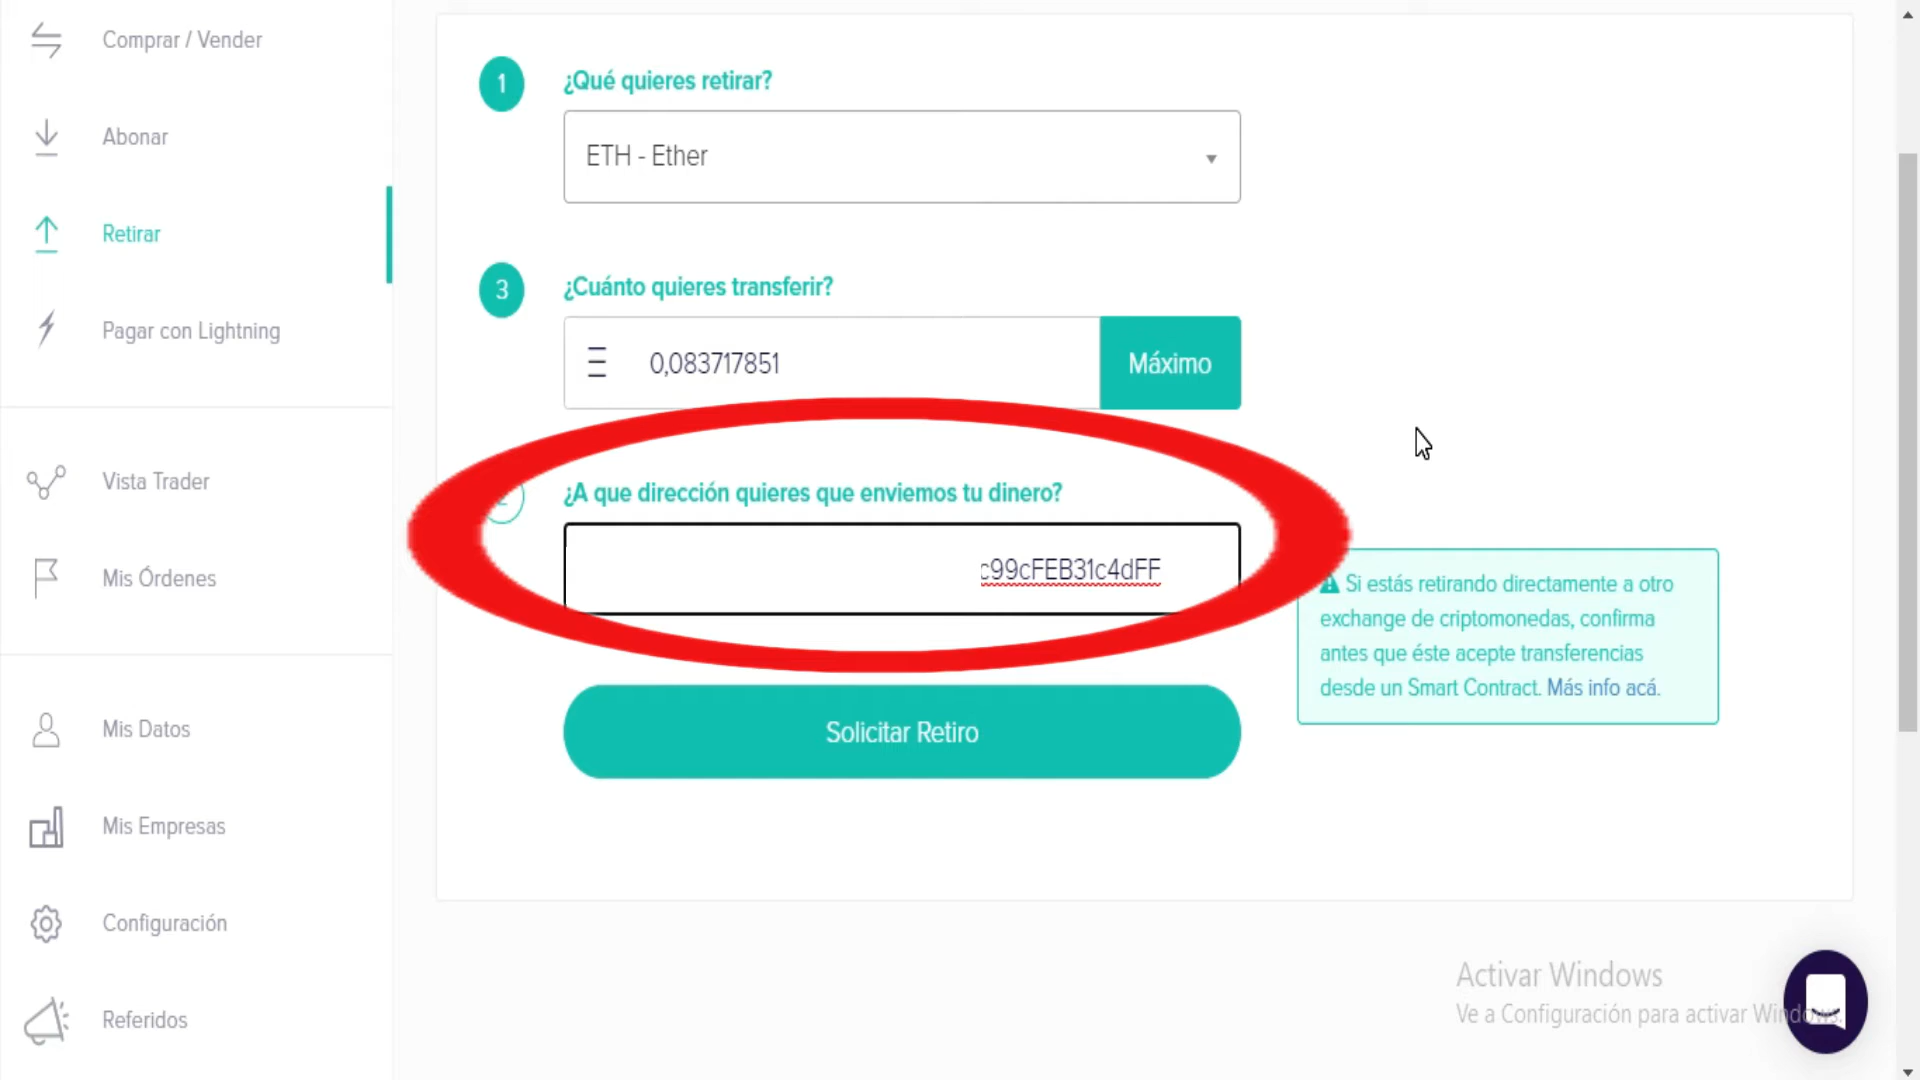 Comprar / Vender
Abonar
Retirar
Pagar con Lightning
Vista Trader
Mis Órdenes
Mis Datos
Mis Empresas
Configuración
Referidos
1
¿Qué quieres retirar?
ETH - Ether
3
¿Cuánto quieres transferir?
0,083717851
Máximo
¿A que dirección quieres que enviemos tu dinero?
c99cFEB31c4dFF
Si estás retirando directamente a otro
exchange de criptomonedas, confirma
antes que éste acepte transferencias
desde un Smart Contract. Más info acá.
Solicitar Retiro
Activar Windows
Ve a Configuración para activar Windows.